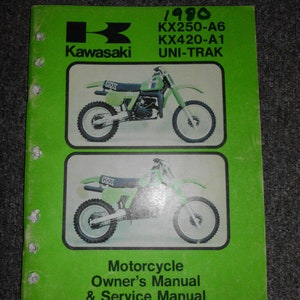 1980
KX250-A6
KX420-A1
UNI-TRAK
Kawasaki
Motorcycle
Owner's Manual
& Service Manual